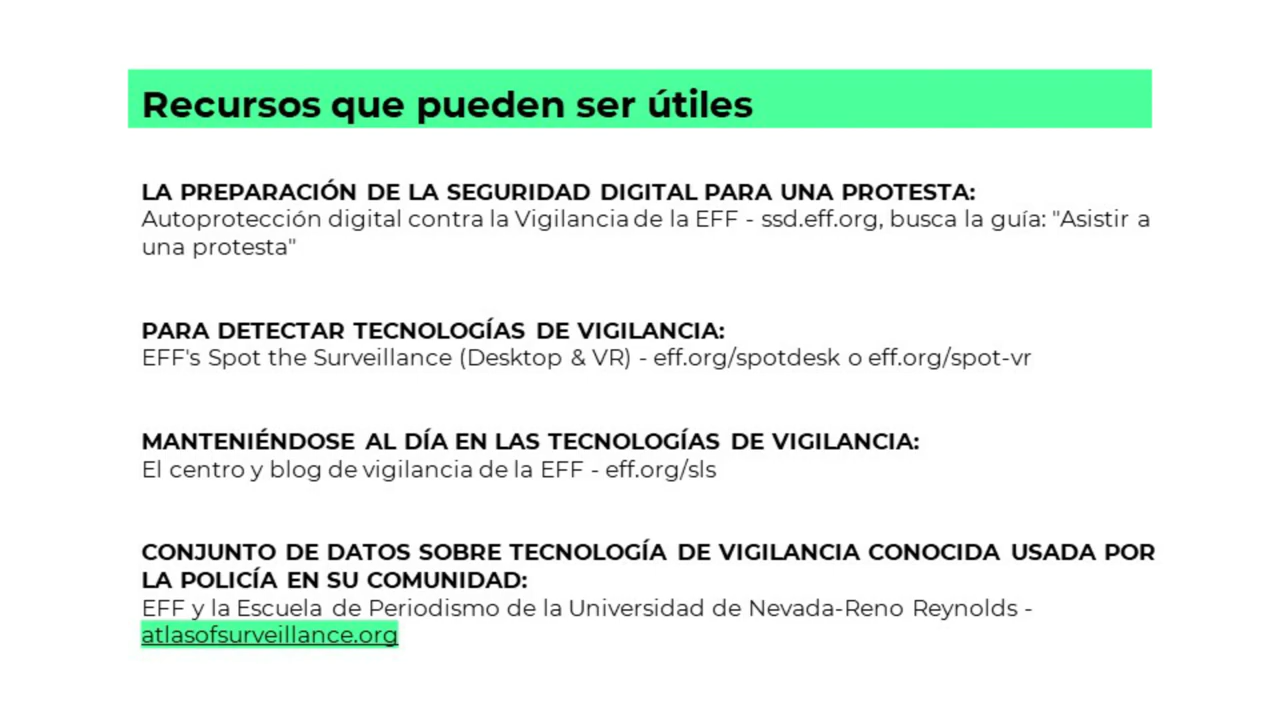 Recursos que pueden ser útiles
LA PREPARACIÓN DE LA SEGURIDAD DIGITAL PARA UNA PROTESTA:
Autoprotección digital contra la Vigilancia de la EFF - ssd.eff.org, busca la guía: "Asistir a
una protesta"
PARA DETECTAR TECNOLOGÍAS DE VIGILANCIA:
EFF's Spot the Surveillance (Desktop & VR) - eff.org/spotdesk o eff.org/spot-vr
MANTENIÉNDOSE AL DÍA EN LAS TECNOLOGÍAS DE VIGILANCIA:
El centro y blog de vigilancia de la EFF - eff.org/sls
CONJUNTO DE DATOS SOBRE TECNOLOGÍA DE VIGILANCIA CONOCIDA USADA POR
LA POLICÍA EN SU COMUNIDAD:
EFF y la Escuela de Periodismo de la Universidad de Nevada-Reno Reynolds -
atlasofsurveillance.org